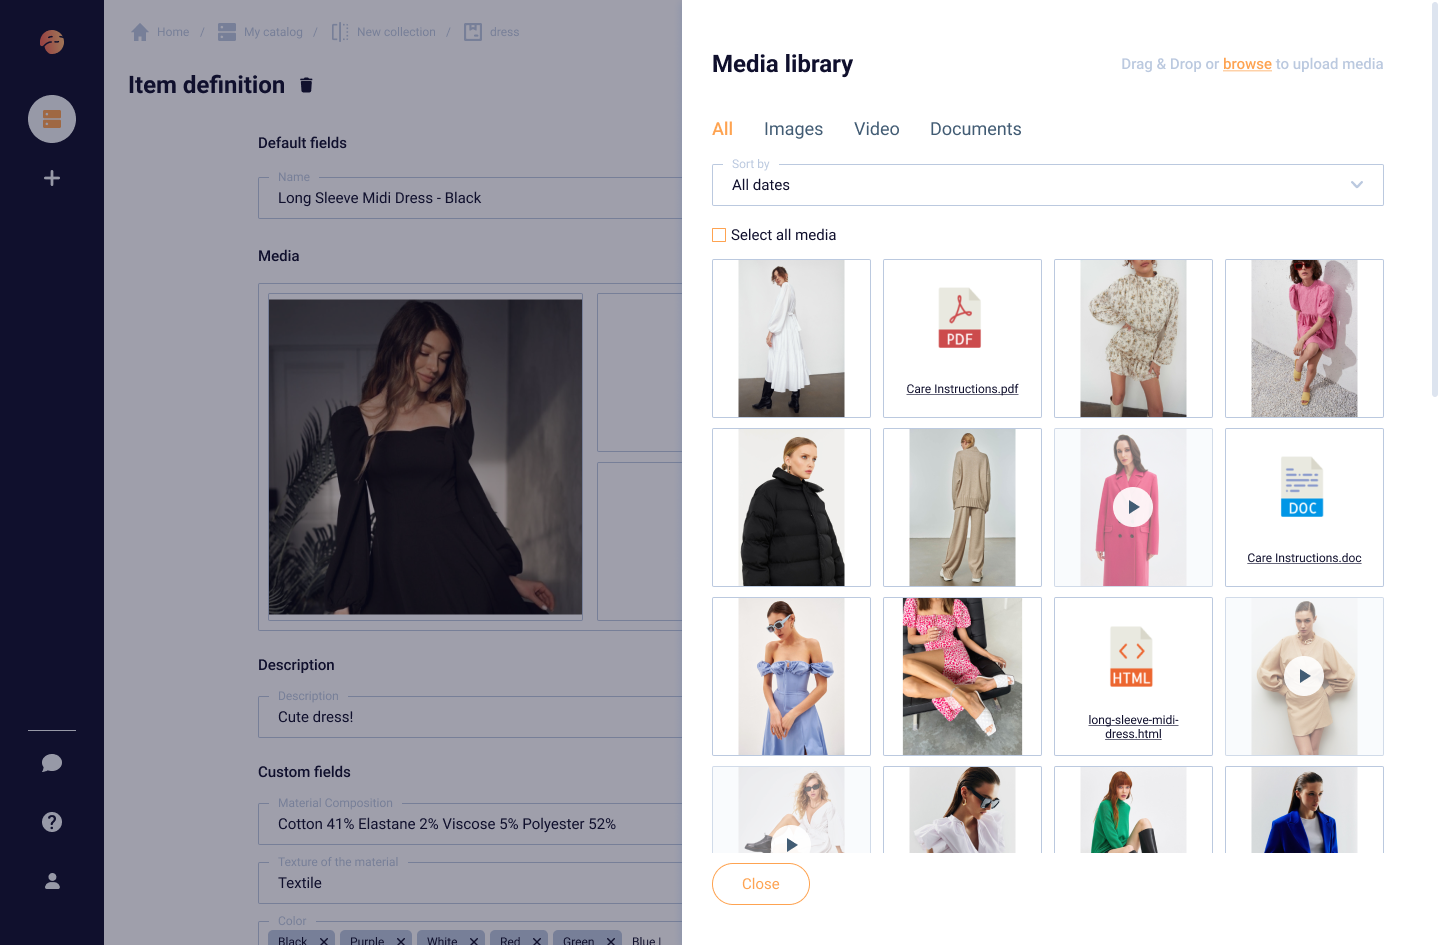 Home / My catalog / New collection / dress
Item definition
Default fields
Name
Long Sleeve Midi Dress - Black
Media
Description
Description
Cute dress!
Custom fields
Material Composition
Cotton 41% Elastane 2% Viscose 5% Polyester 52%
Texture of the material
Textile
Color
Black Purple White Red Green Blue |
Media library
Drag & Drop or browse to upload media
All Images Video Documents
Sort by
All dates
Select all media
PDF
Care Instructions.pdf
DOC
Care Instructions.doc
HTML
long-sleeve-midi-
dress.html
Close